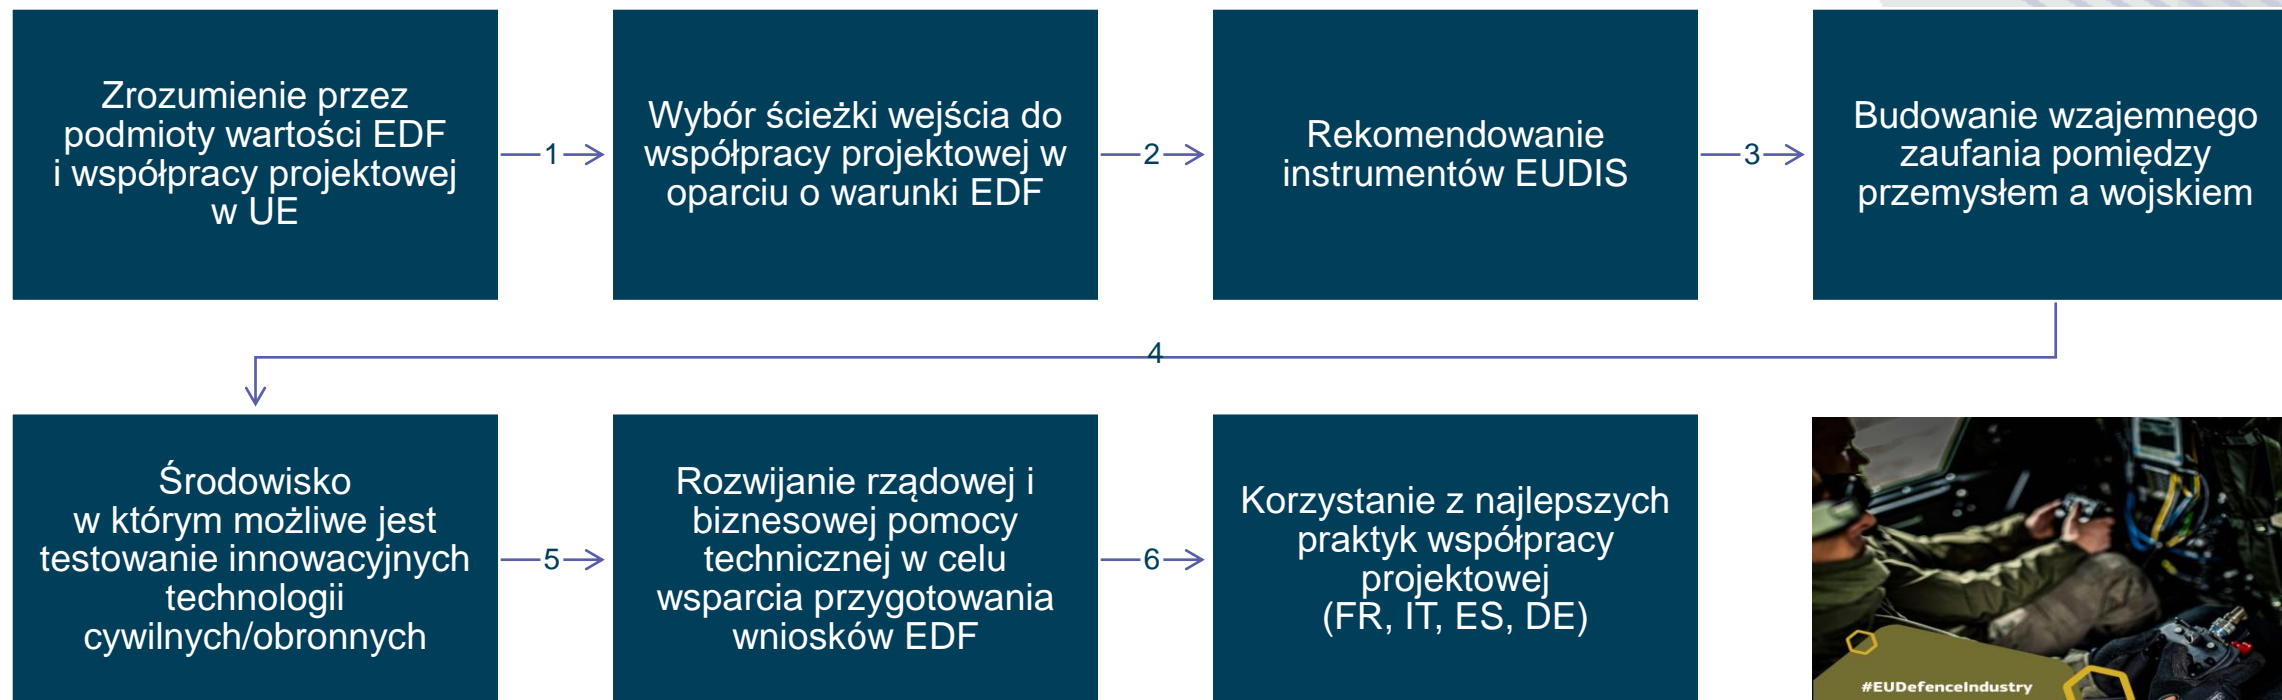 Zrozumienie przez
podmioty wartości EDF
i współpracy projektowej
w UE
1
Wybór ścieżki wejścia do
współpracy projektowej w
oparciu o warunki EDF
2
Rekomendowanie
instrumentów EUDIS
3
Budowanie wzajemnego
zaufania pomiędzy
przemysłem a wojskiem
4
Środowisko
w którym możliwe jest
testowanie innowacyjnych
technologii
cywilnych/obronnych
5
Rozwijanie rządowej i
biznesowej pomocy
technicznej w celu
wsparcia przygotowania
wniosków EDF
6
Korzystanie z najlepszych
praktyk współpracy
projektowej
(FR, IT, ES, DE)
#EUDefenceIndustry